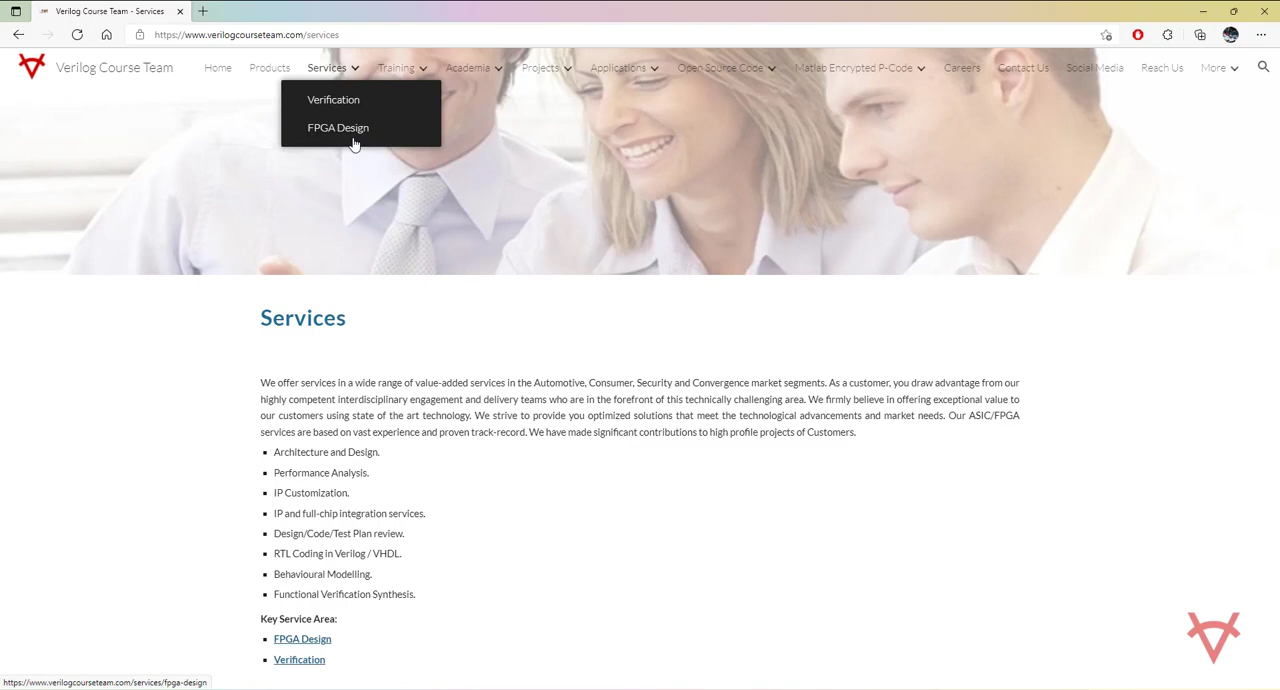 Verilog Course Team - Services
https://www.verilogcourseteam.com/services
Verilog Course Team Home Products Services Training Academia Projects Applications Open Source Code Matlab Encrypted P-Code Careers Contact Us Social Media Reach Us More
Verification
FPGA Design
Services
We offer services in a wide range of value-added services in the Automotive, Consumer, Security and Convergence market segments. As a customer, you draw advantage from our
highly competent interdisciplinary engagement and delivery teams who are in the forefront of this technically challenging area. We firmly believe in offering exceptional value to
our customers using state of the art technology. We strive to provide you optimized solutions that meet the technological advancements and market needs. Our ASIC/FPGA
services are based on vast experience and proven track-record. We have made significant contributions to high profile projects of Customers.
Architecture and Design.
Performance Analysis.
IP Customization.
IP and full-chip integration services.
Design/Code/Test Plan review.
RTL Coding in Verilog / VHDL.
Behavioural Modelling.
Functional Verification Synthesis.
Key Service Area:
FPGA Design
Verification
https://www.verilogcourseteam.com/services/fpga-design